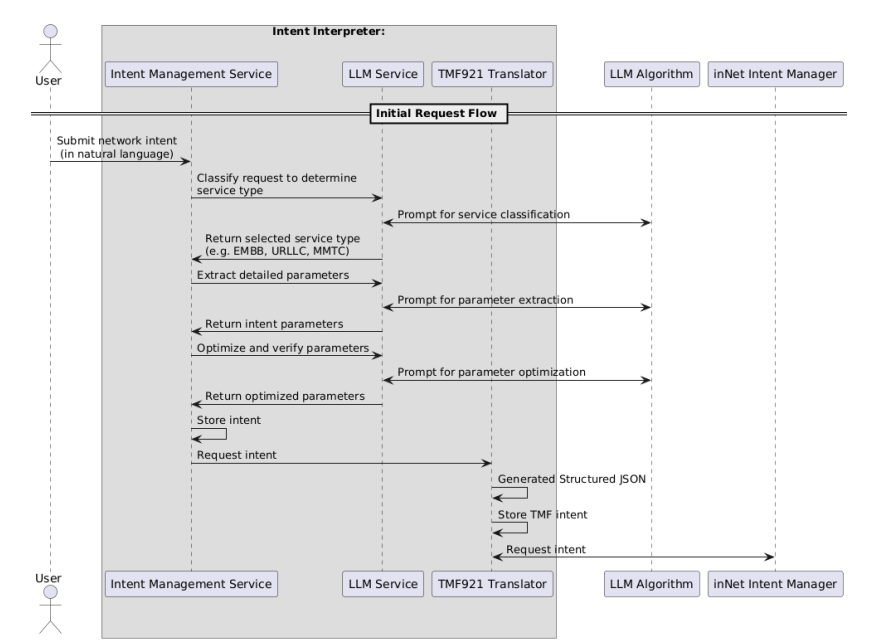 Intent Interpreter:
User
Intent Management Service
LLM Service
TMF921 Translator
LLM Algorithm
inNet Intent Manager
Initial Request Flow
Submit network intent
(in natural language)
Classify request to determine
service type
Prompt for service classification
Return selected service type
(e.g. EMBB, URLLC, MMTC)
Extract detailed parameters
Prompt for parameter extraction
Return intent parameters
Optimize and verify parameters
Prompt for parameter optimization
Return optimized parameters
Store intent
Request intent
Generated Structured JSON
Store TMF intent
Request intent
User
Intent Management Service
LLM Service
TMF921 Translator
LLM Algorithm
inNet Intent Manager